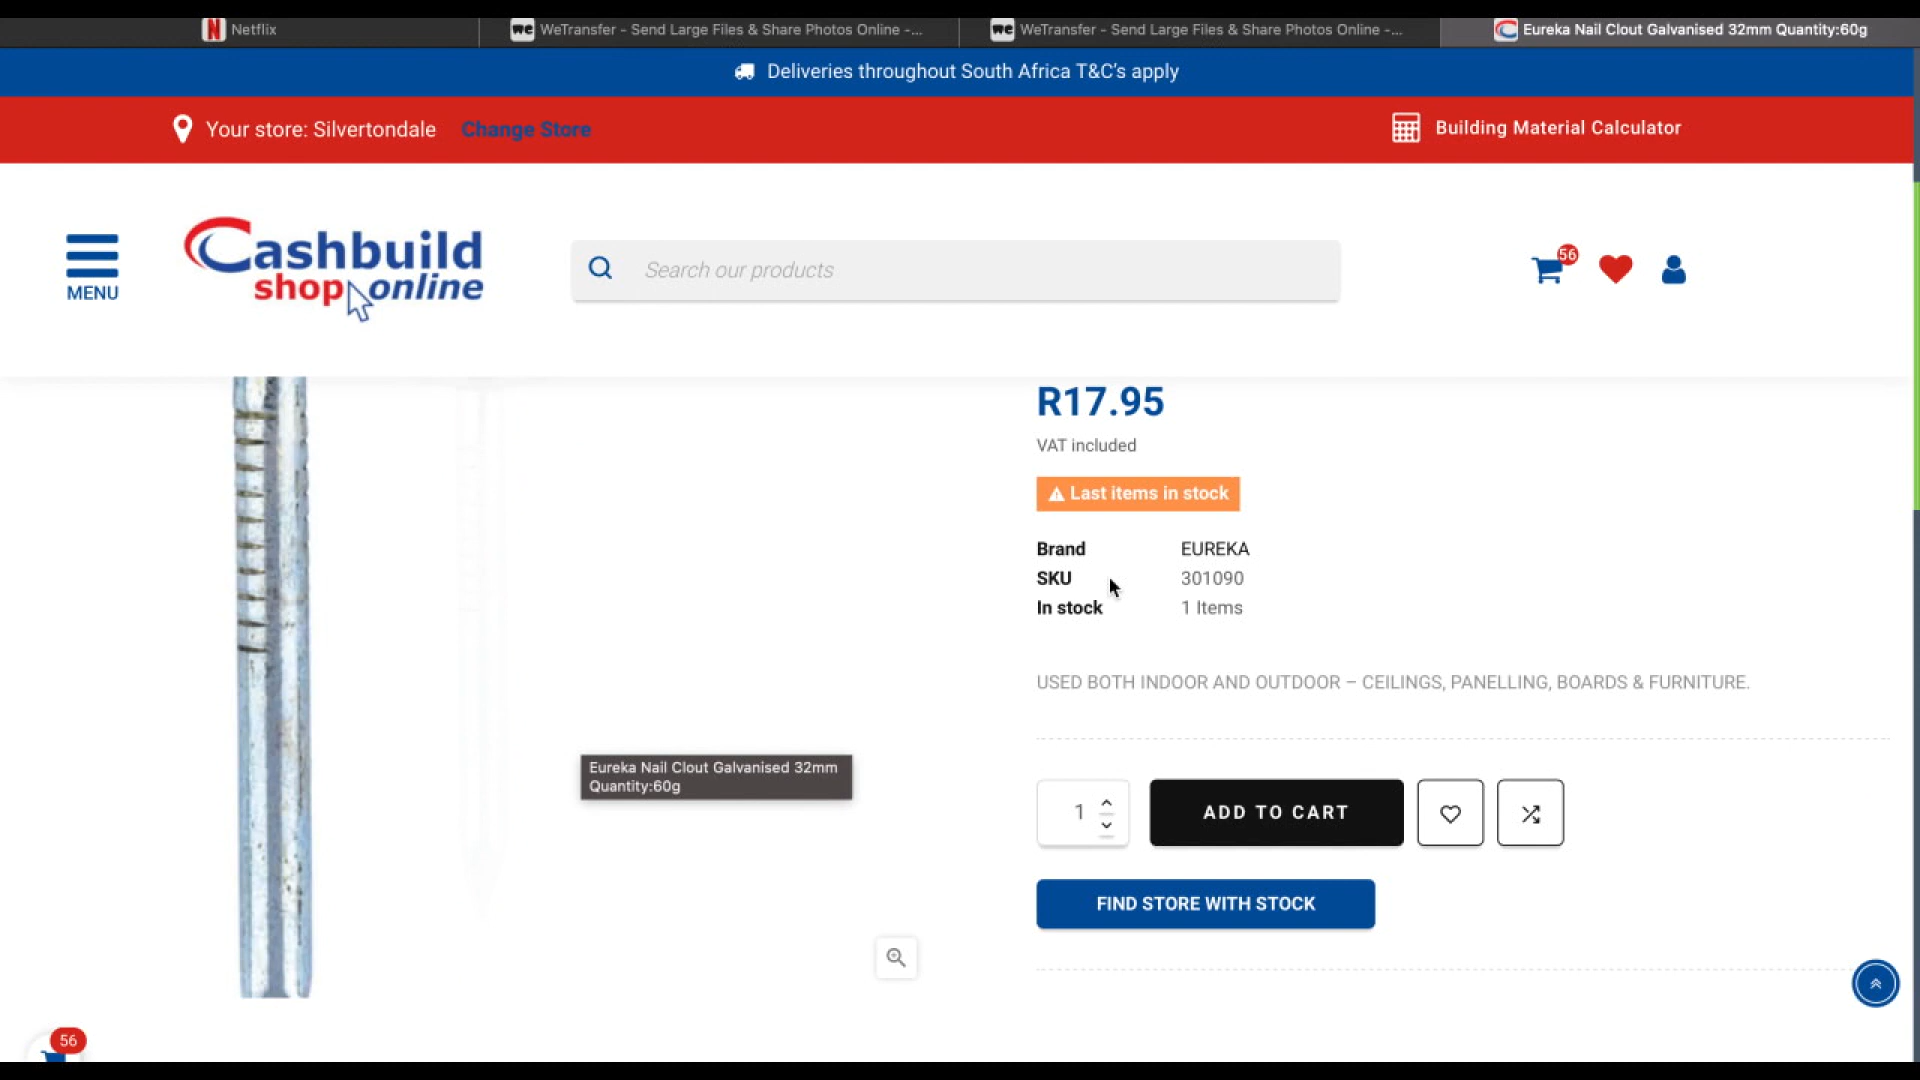 Netflix
WeTransfer - Send Large Files & Share Photos Online -...
WeTransfer - Send Large Files & Share Photos Online -...
Eureka Nail Clout Galvanised 32mm Quantity:60g
Deliveries throughout South Africa T&C's apply
Your store: Silvertondale Change Store
Building Material Calculator
MENU
Cashbuild
shop online
Search our products
56
R17.95
VAT included
Last items in stock
Brand EUREKA
SKU 301090
In stock 1 Items
USED BOTH INDOOR AND OUTDOOR – CEILINGS, PANELLING, BOARDS & FURNITURE.
Eureka Nail Clout Galvanised 32mm
Quantity:60g
1
ADD TO CART
FIND STORE WITH STOCK
56